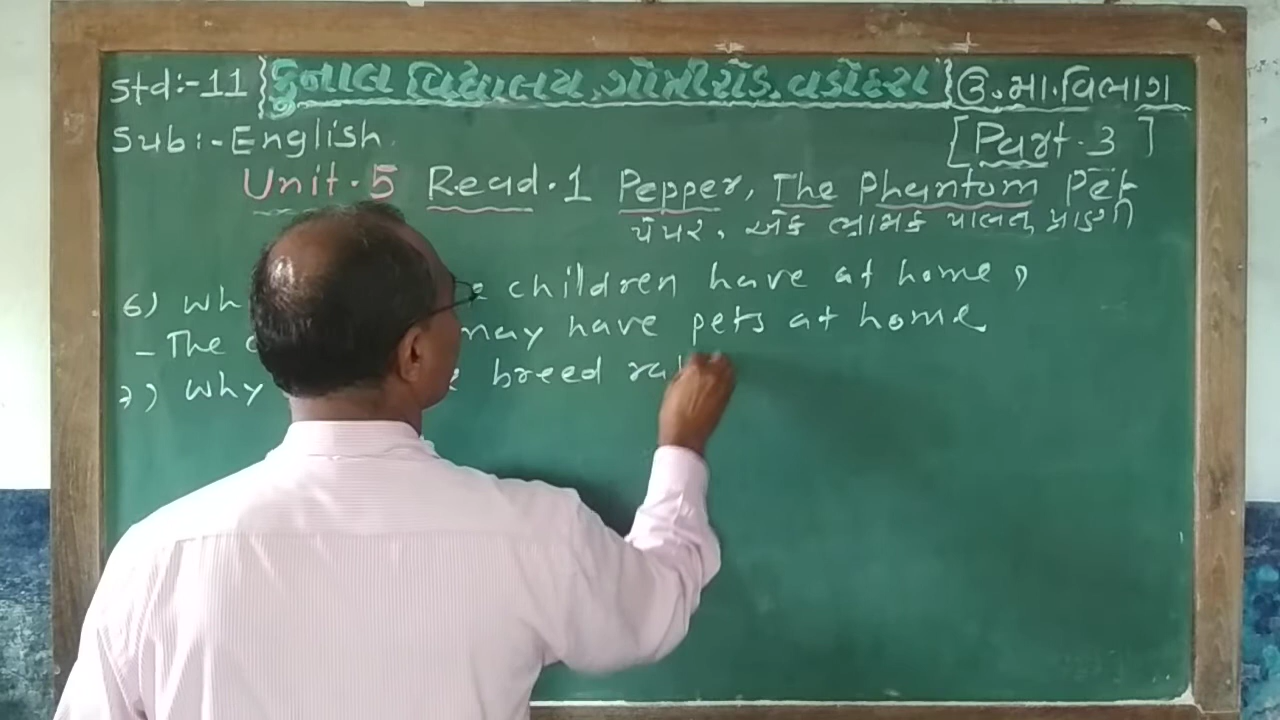 std:-11 કુનાલ વિદ્યાલય, ગોત્રીરોડ, વડોદરા ઉ.મા.વિભાગ
Sub:-English [Part.3]
Unit.5 Read.1 Pepper, The Phantom Pet
પેપર, એક ભ્રામક પાલતુ પ્રાણી
6) wh children have at home ?
- The may have pets at home
૭) why breed